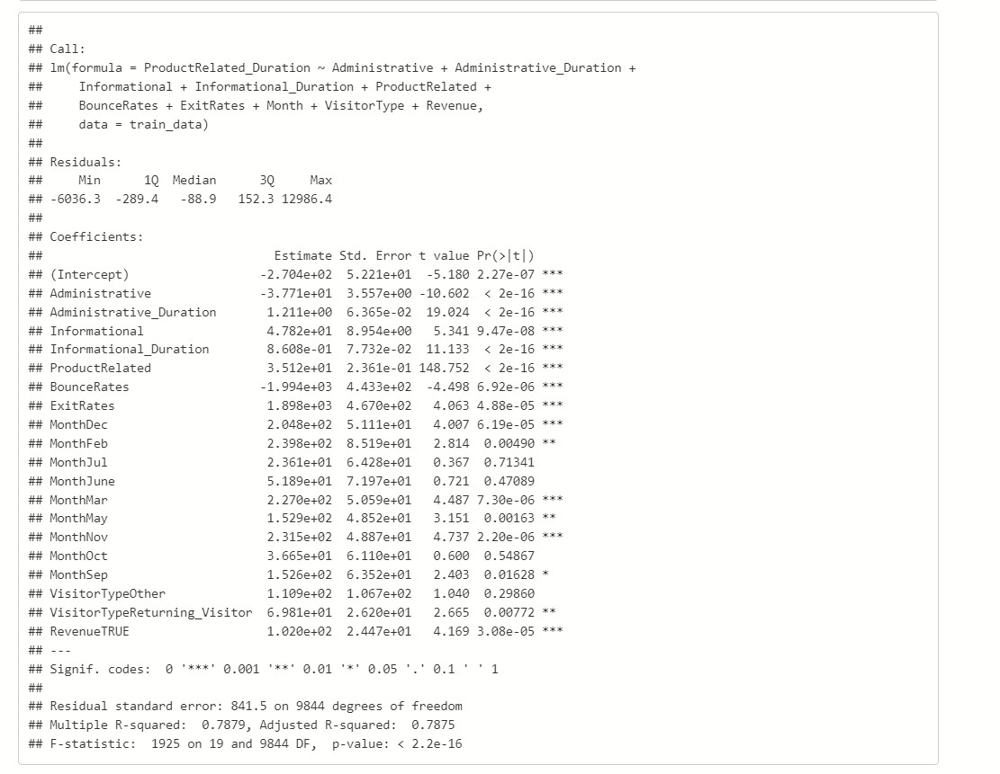 ##
## Call:
## lm(formula = ProductRelated_Duration ~ Administrative + Administrative_Duration +
##     Informational + Informational_Duration + ProductRelated +
##     BounceRates + ExitRates + Month + VisitorType + Revenue,
##     data = train_data)
##
## Residuals:
##     Min      1Q  Median      3Q     Max
## -6036.3  -289.4   -88.9   152.3 12986.4
##
## Coefficients:
##                                Estimate Std. Error t value Pr(>|t|)
## (Intercept)                  -2.704e+02  5.221e+01  -5.180 2.27e-07 ***
## Administrative               -3.771e+01  3.557e+00 -10.602  < 2e-16 ***
## Administrative_Duration       1.211e+00  6.365e-02  19.024  < 2e-16 ***
## Informational                 4.782e+01  8.954e+00   5.341 9.47e-08 ***
## Informational_Duration        8.608e-01  7.732e-02  11.133  < 2e-16 ***
## ProductRelated                3.512e+01  2.361e-01 148.752  < 2e-16 ***
## BounceRates                  -1.994e+03  4.433e+02  -4.498 6.92e-06 ***
## ExitRates                     1.898e+03  4.670e+02   4.063 4.88e-05 ***
## MonthDec                      2.048e+02  5.111e+01   4.007 6.19e-05 ***
## MonthFeb                      2.398e+02  8.519e+01   2.814  0.00490 **
## MonthJul                      2.361e+01  6.428e+01   0.367  0.71341
## MonthJune                     5.189e+01  7.197e+01   0.721  0.47089
## MonthMar                      2.270e+02  5.059e+01   4.487 7.30e-06 ***
## MonthMay                      1.529e+02  4.852e+01   3.151  0.00163 **
## MonthNov                      2.315e+02  4.887e+01   4.737 2.20e-06 ***
## MonthOct                      3.665e+01  6.110e+01   0.600  0.54867
## MonthSep                      1.526e+02  6.352e+01   2.403  0.01628 *
## VisitorTypeOther              1.109e+02  1.067e+02   1.040  0.29860
## VisitorTypeReturning_Visitor  6.981e+01  2.620e+01   2.665  0.00772 **
## RevenueTRUE                   1.020e+02  2.447e+01   4.169 3.08e-05 ***
## ---
## Signif. codes:  0 '***' 0.001 '**' 0.01 '*' 0.05 '.' 0.1 ' ' 1
##
## Residual standard error: 841.5 on 9844 degrees of freedom
## Multiple R-squared:  0.7879, Adjusted R-squared:  0.7875
## F-statistic:  1925 on 19 and 9844 DF,  p-value: < 2.2e-16